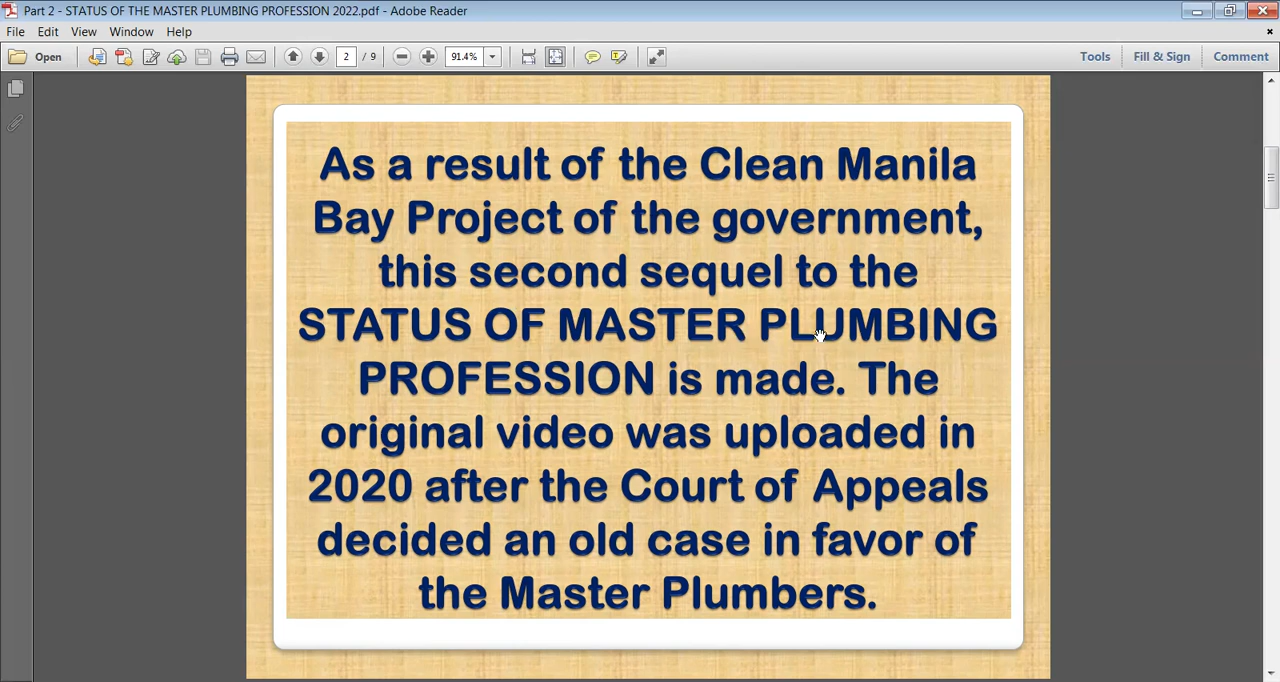 Part 2 - STATUS OF THE MASTER PLUMBING PROFESSION 2022.pdf - Adobe Reader
File Edit View Window Help
Open 2 / 9 91.4% Tools Fill & Sign Comment
As a result of the Clean Manila
Bay Project of the government,
this second sequel to the
STATUS OF MASTER PLUMBING
PROFESSION is made. The
original video was uploaded in
2020 after the Court of Appeals
decided an old case in favor of
the Master Plumbers.